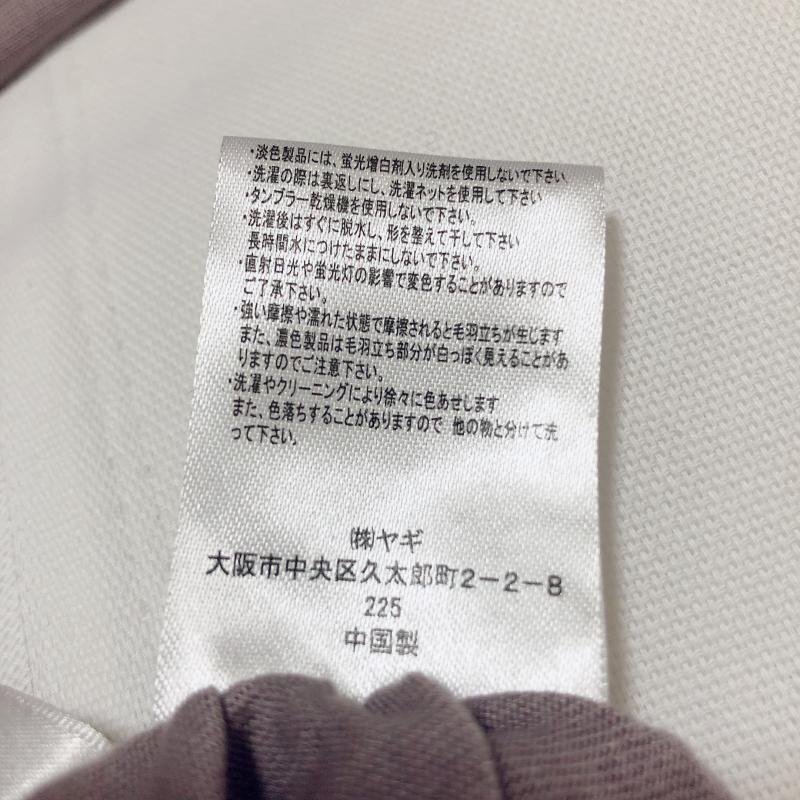 ・淡色製品には、蛍光増白剤入り洗剤を使用しないで下さい
・洗濯の際は裏返しにし、洗濯ネットを使用して下さい
・タンブラー乾燥機を使用しないで下さい。
・洗濯後はすぐに脱水し、形を整えて干して下さい
長時間水につけたままにしないで下さい。
・直射日光や蛍光灯の影響で変色することがありますので
ご了承下さい。
・強い摩擦や濡れた状態で摩擦されると毛羽立ちが生じます
また、濃色製品は毛羽立ち部分が白っぽく見えることがあ
りますのでご注意下さい。
・洗濯やクリーニングにより徐々に色あせします
また、色落ちすることがありますので 他の物と分けて洗
って下さい。
㈱ヤギ
大阪市中央区久太郎町2-2-8
225
中国製